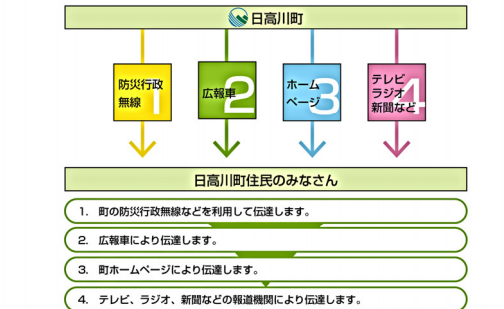 日高川町
防災行政
無線
1
広報車
2
ホーム
ページ
3
テレビ
ラジオ
新聞など
4
日高川町住民のみなさん
1. 町の防災行政無線などを利用して伝達します。
2. 広報車により伝達します。
3. 町ホームページにより伝達します。
4. テレビ、ラジオ、新聞などの報道機関により伝達します。